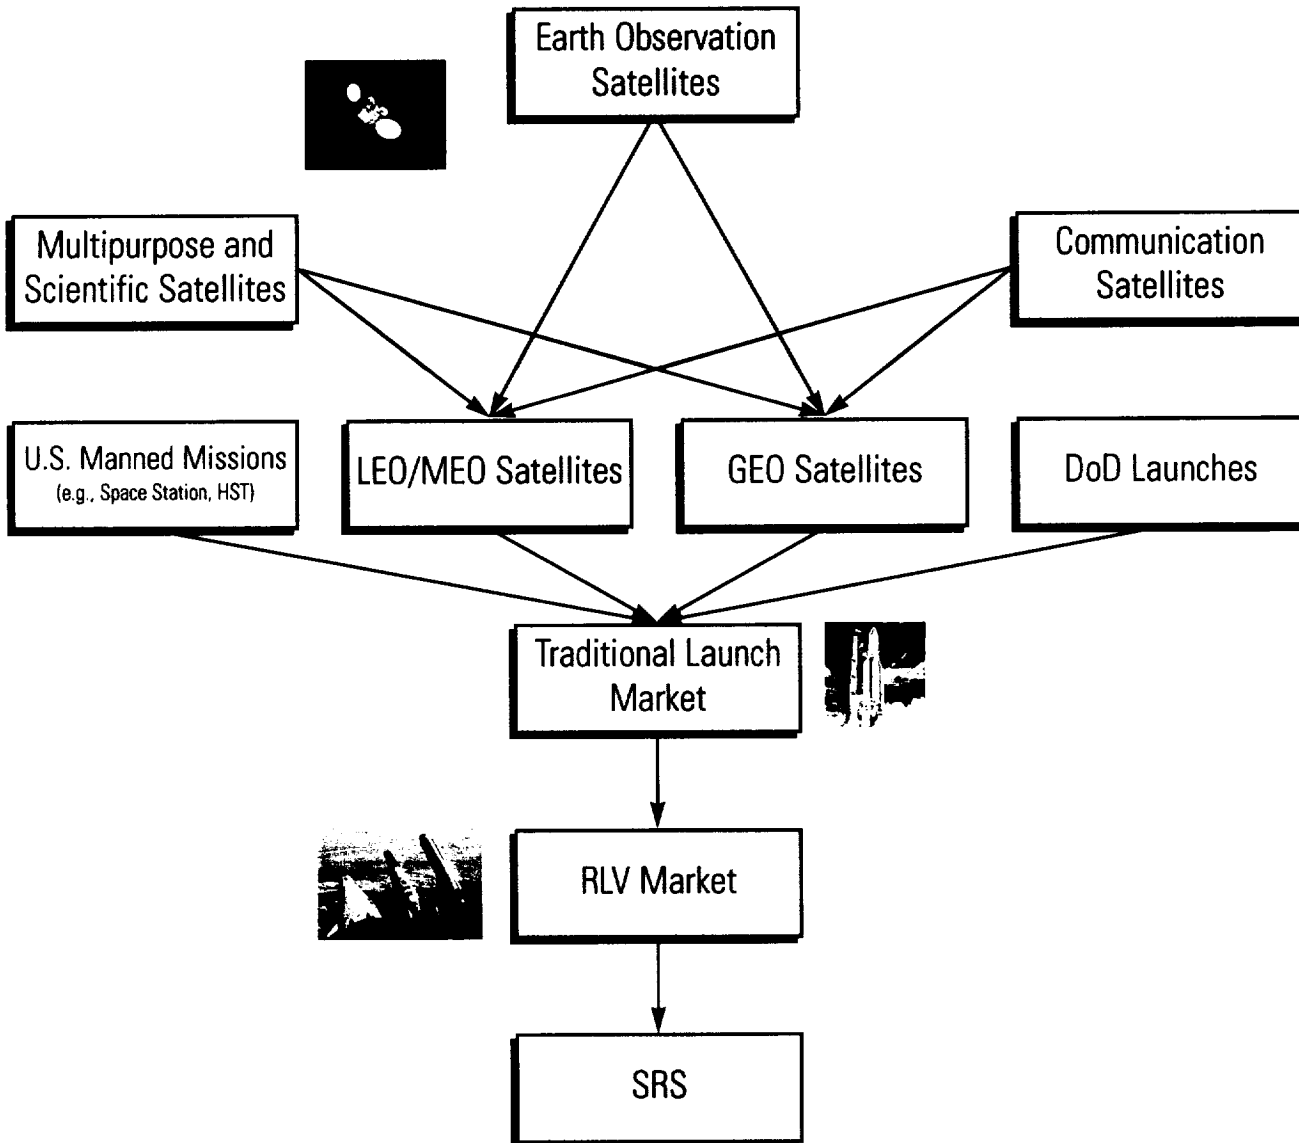 Earth Observation
Satellites
Multipurpose and
Scientific Satellites
Communication
Satellites
U.S. Manned Missions
(e.g., Space Station, HST)
LEO/MEO Satellites
GEO Satellites
DoD Launches
Traditional Launch
Market
RLV Market
SRS